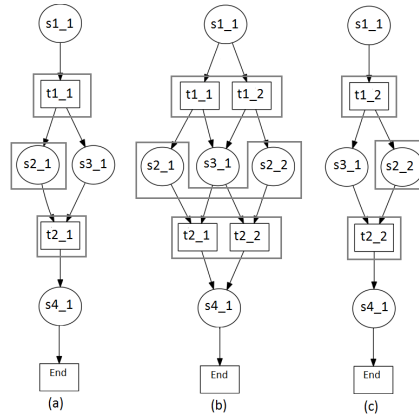 s1_1 s1_1 s1_1
t1_1 t1_1 t1_2 t1_2
s2_1 s3_1 s2_1 s3_1 s2_2 s3_1 s2_2
t2_1 t2_1 t2_2 t2_2
s4_1 s4_1 s4_1
End End End
(a) (b) (c)